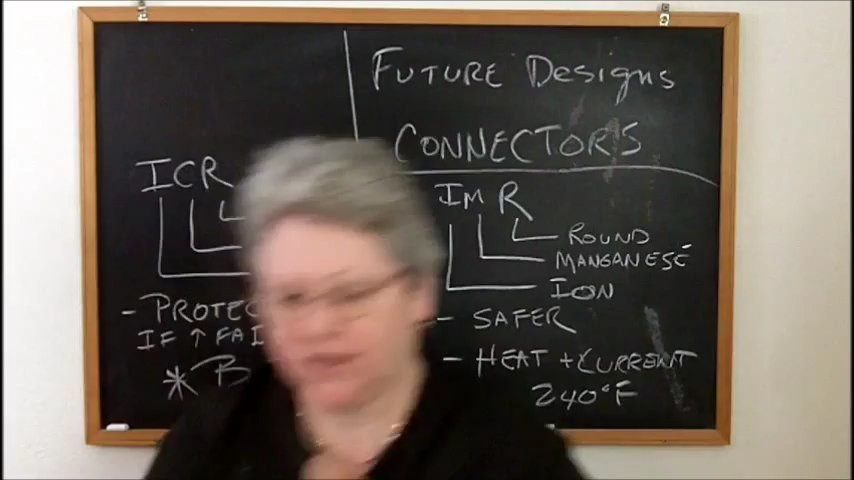 FUTURE Designs
CONNECTORS
ICR
IMR
ROUND
MANGANESE
ION
- PROTEC
IF ↑ FAI
* B
- SAFER
- HEAT + CURRENT
240°F